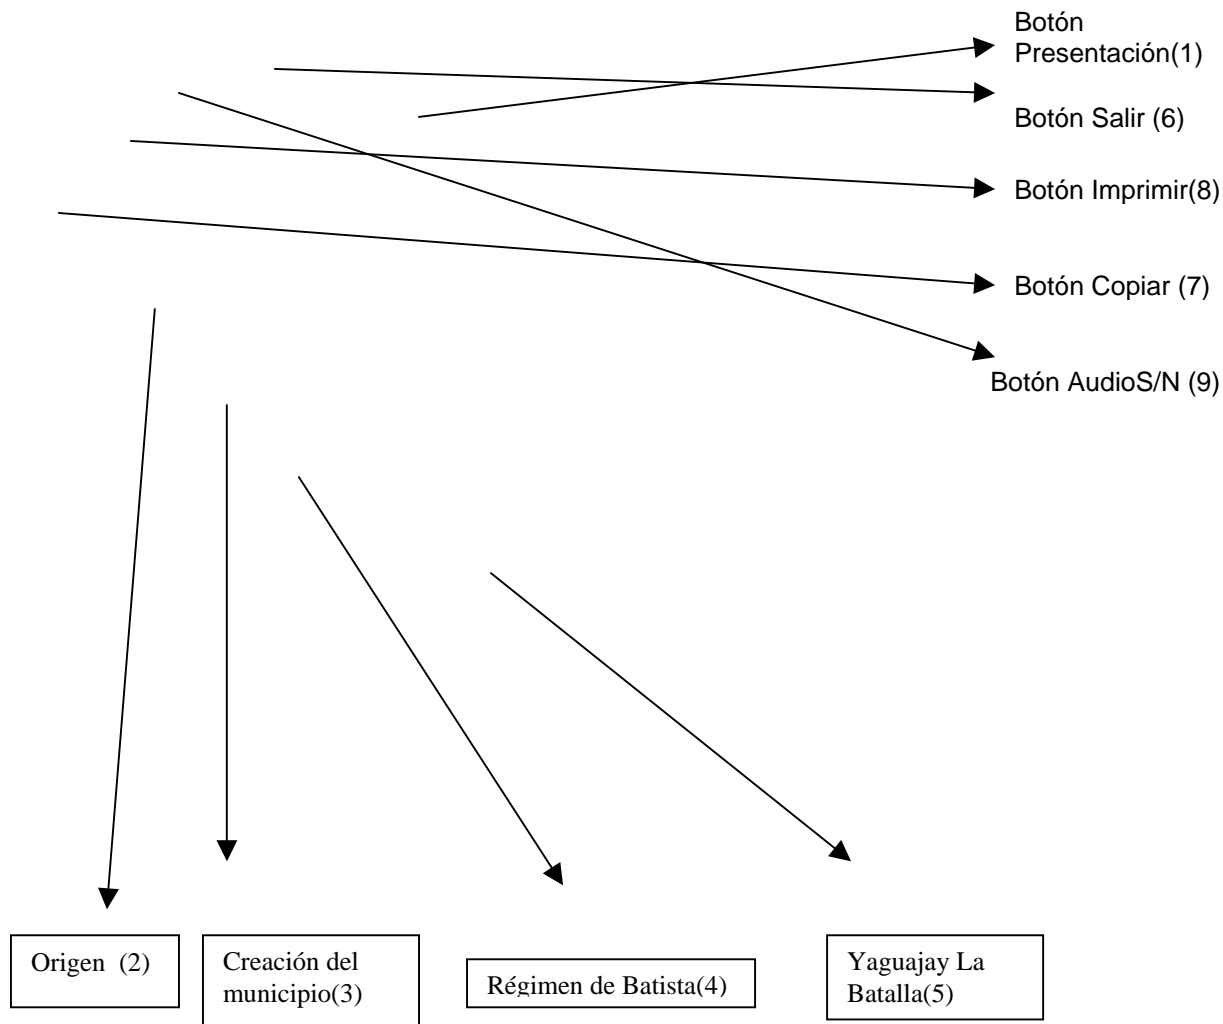 Botón
Presentación(1)
Botón Salir (6)
Botón Imprimir(8)
Botón Copiar (7)
Botón AudioS/N (9)
Origen (2)
Creación del
municipio(3)
Régimen de Batista(4)
Yaguajay La
Batalla(5)